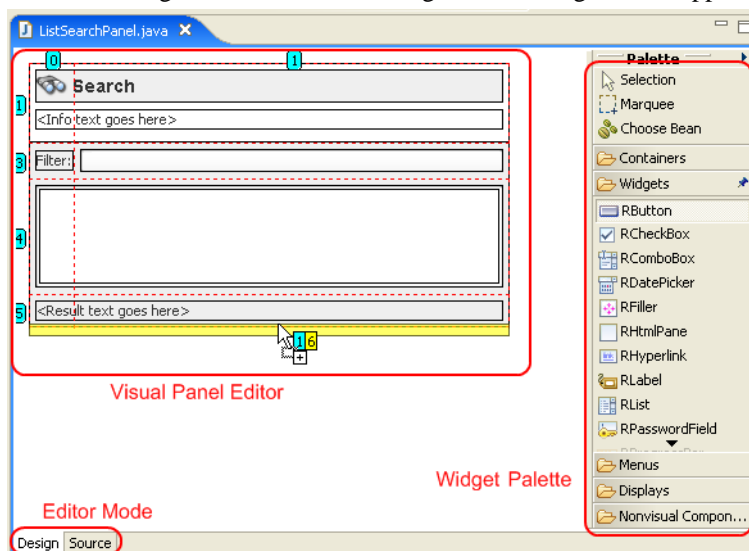 ListSearchPanel.java
Palette
0 1
Search
1
<Info text goes here>
3 Filter:
4
5 <Result text goes here>
1 6
Selection
Marquee
Choose Bean
Containers
Widgets
RButton
RCheckBox
RComboBox
RDatePicker
RFiller
RHtmlPane
RHyperlink
RLabel
RList
RPasswordField
Menus
Displays
Nonvisual Compon...
Visual Panel Editor
Widget Palette
Editor Mode
Design Source